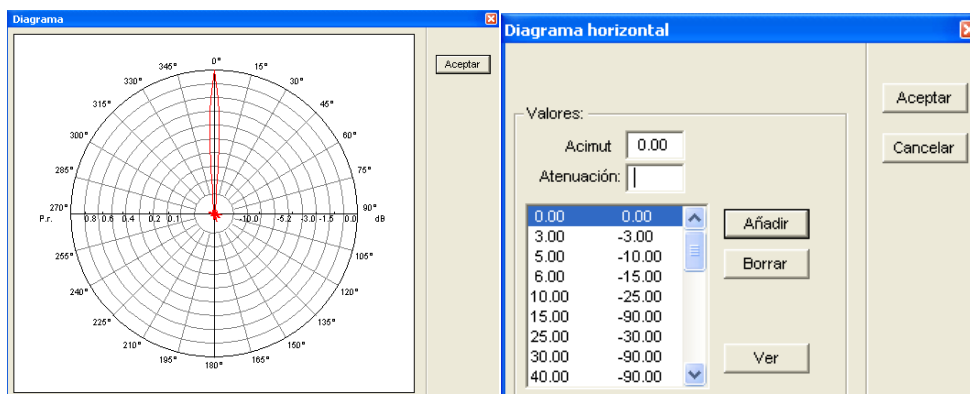 Diagrama
Aceptar
0°
345° 15°
330° 30°
315° 45°
300° 60°
285° 75°
270° 90°
P.r. 0.8 0.6 0.4 0.2 0.1 -10.0 -5.2 -3.0 -1.5 0.0 dB
255° 105°
240° 120°
225° 135°
210° 150°
195° 165°
180°
Diagrama horizontal
Aceptar
Cancelar
Valores:
Acimut 0.00
Atenuación:
0.00 0.00
3.00 -3.00
5.00 -10.00
6.00 -15.00
10.00 -25.00
15.00 -90.00
25.00 -30.00
30.00 -90.00
40.00 -90.00
Añadir
Borrar
Ver